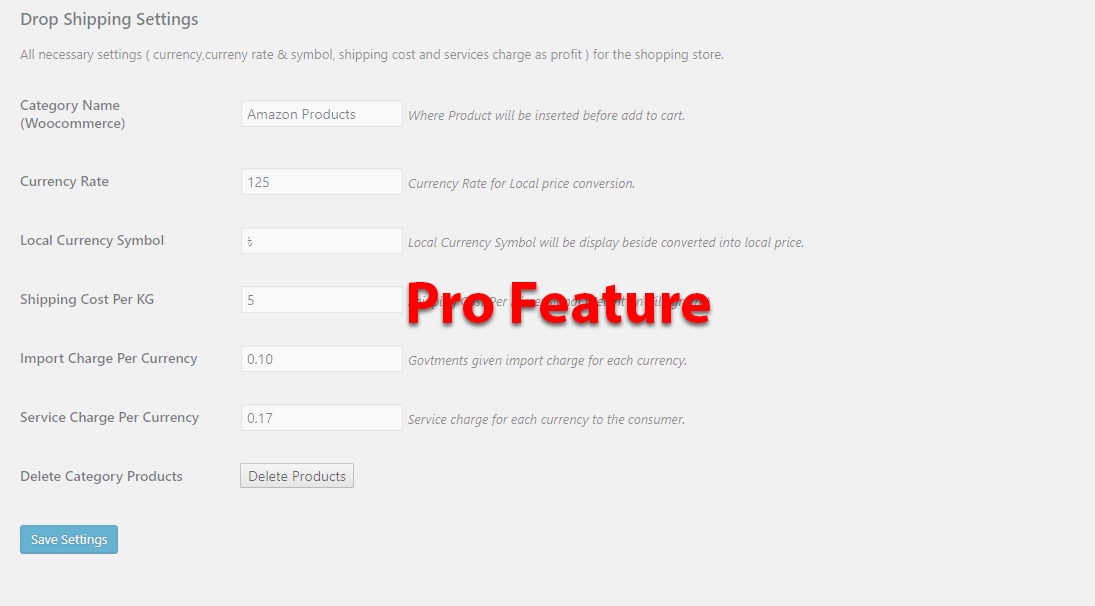 Drop Shipping Settings
All necessary settings ( currency,curreny rate & symbol, shipping cost and services charge as profit ) for the shopping store.
Category Name
(Woocommerce)
Amazon Products
Where Product will be inserted before add to cart.
Currency Rate
125
Currency Rate for Local price conversion.
Local Currency Symbol
৳
Local Currency Symbol will be display beside converted into local price.
Shipping Cost Per KG
5
Pro Feature
Import Charge Per Currency
0.10
Govtments given import charge for each currency.
Service Charge Per Currency
0.17
Service charge for each currency to the consumer.
Delete Category Products
Delete Products
Save Settings